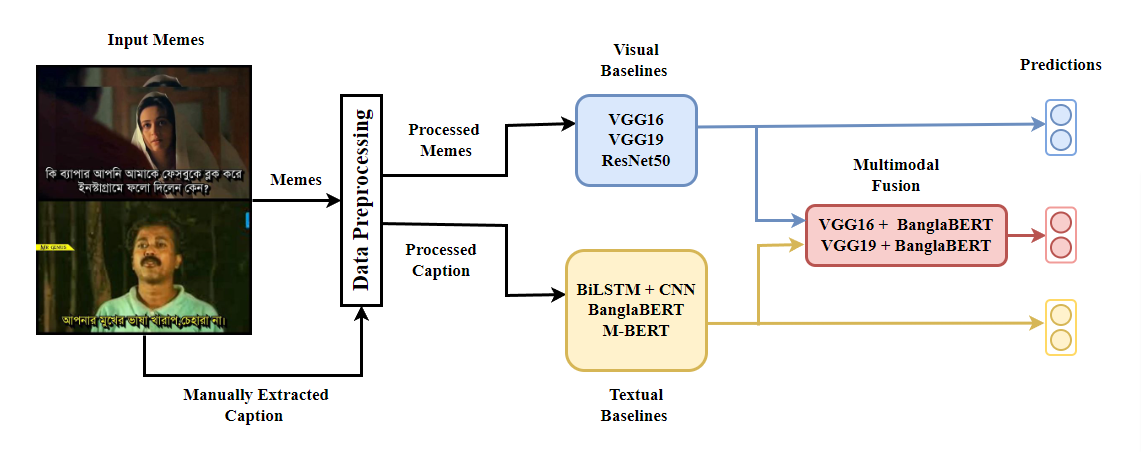 Input Memes
কি ব্যাপার আপনি আমাকে ফেসবুকে ব্লক করে
ইনস্টাগ্রামে ফলো দিলেন কেন?
MR GENIUS
আপনার মুখের ভাষা খারাপ,চেহারা না।
Memes
Manually Extracted
Caption
Data Preprocessing
Processed
Memes
Processed
Caption
Visual
Baselines
VGG16
VGG19
ResNet50
BiLSTM + CNN
BanglaBERT
M-BERT
Textual
Baselines
Multimodal
Fusion
VGG16 + BanglaBERT
VGG19 + BanglaBERT
Predictions